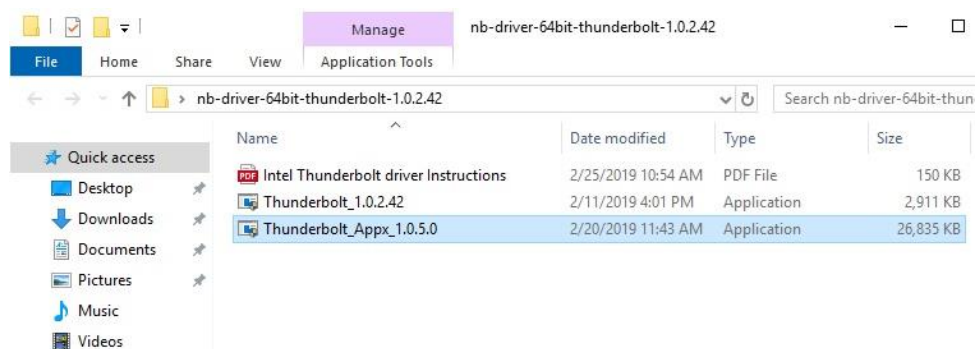 Manage nb-driver-64bit-thunderbolt-1.0.2.42
File Home Share View Application Tools
nb-driver-64bit-thunderbolt-1.0.2.42 Search nb-driver-64bit-thun
Name Date modified Type Size
Quick access
Desktop
Downloads
Documents
Pictures
Music
Videos
PDF Intel Thunderbolt driver Instructions 2/25/2019 10:54 AM PDF File 150 KB
Thunderbolt_1.0.2.42 2/11/2019 4:01 PM Application 2,911 KB
Thunderbolt_Appx_1.0.5.0 2/20/2019 11:43 AM Application 26,835 KB